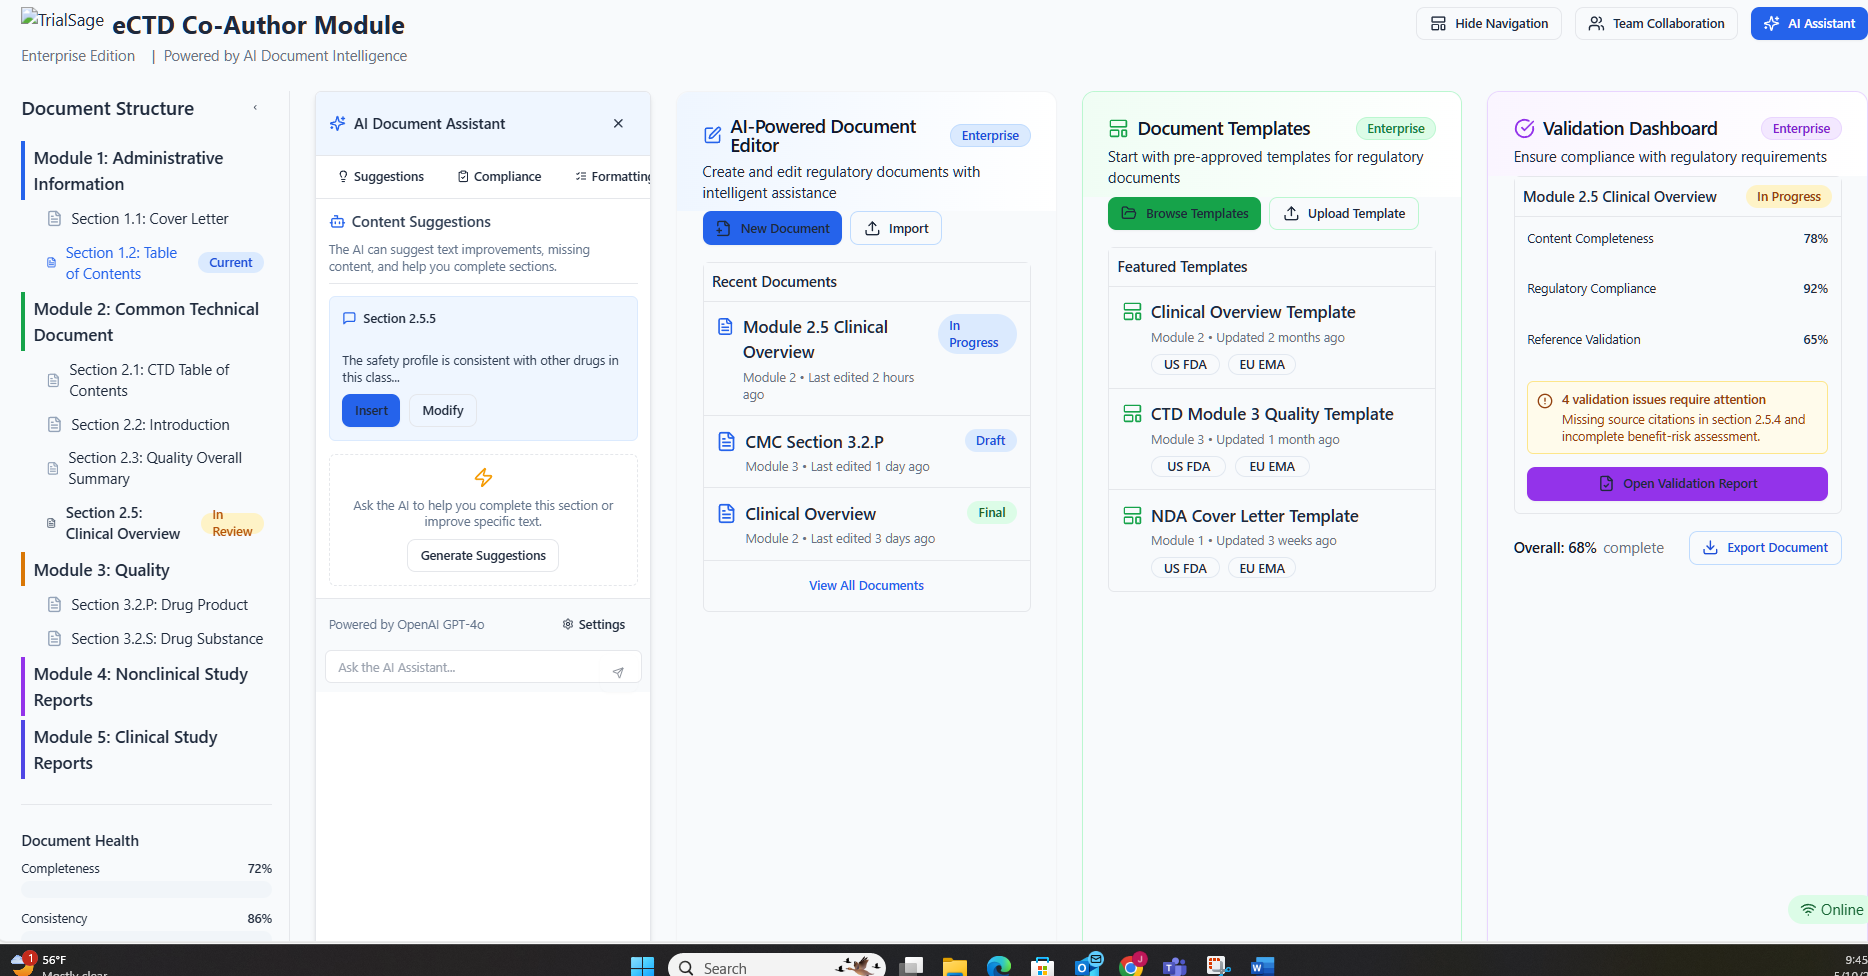 TrialSage
eCTD Co-Author Module
Enterprise Edition | Powered by AI Document Intelligence
Hide Navigation
Team Collaboration
AI Assistant
Document Structure
Module 1: Administrative
Information
Section 1.1: Cover Letter
Section 1.2: Table
of Contents
Current
Module 2: Common Technical
Document
Section 2.1: CTD Table of
Contents
Section 2.2: Introduction
Section 2.3: Quality Overall
Summary
Section 2.5:
Clinical Overview
In
Review
Module 3: Quality
Section 3.2.P: Drug Product
Section 3.2.S: Drug Substance
Module 4: Nonclinical Study
Reports
Module 5: Clinical Study
Reports
Document Health
Completeness 72%
Consistency 86%
AI Document Assistant
Suggestions
Compliance
Formatting
Content Suggestions
The AI can suggest text improvements, missing
content, and help you complete sections.
Section 2.5.5
The safety profile is consistent with other drugs in
this class...
Insert
Modify
Ask the AI to help you complete this section or
improve specific text.
Generate Suggestions
Powered by OpenAI GPT-4o
Settings
Ask the AI Assistant...
AI-Powered Document
Editor
Enterprise
Create and edit regulatory documents with
intelligent assistance
New Document
Import
Recent Documents
Module 2.5 Clinical
Overview
In
Progress
Module 2 • Last edited 2 hours
ago
CMC Section 3.2.P
Draft
Module 3 • Last edited 1 day ago
Clinical Overview
Final
Module 2 • Last edited 3 days ago
View All Documents
Document Templates
Enterprise
Start with pre-approved templates for regulatory
documents
Browse Templates
Upload Template
Featured Templates
Clinical Overview Template
Module 2 • Updated 2 months ago
US FDA EU EMA
CTD Module 3 Quality Template
Module 3 • Updated 1 month ago
US FDA EU EMA
NDA Cover Letter Template
Module 1 • Updated 3 weeks ago
US FDA EU EMA
Validation Dashboard
Enterprise
Ensure compliance with regulatory requirements
Module 2.5 Clinical Overview
In Progress
Content Completeness 78%
Regulatory Compliance 92%
Reference Validation 65%
4 validation issues require attention
Missing source citations in section 2.5.4 and
incomplete benefit-risk assessment.
Open Validation Report
Overall: 68% complete
Export Document
Online
1
56°F
Mostly clear
Search
9:45